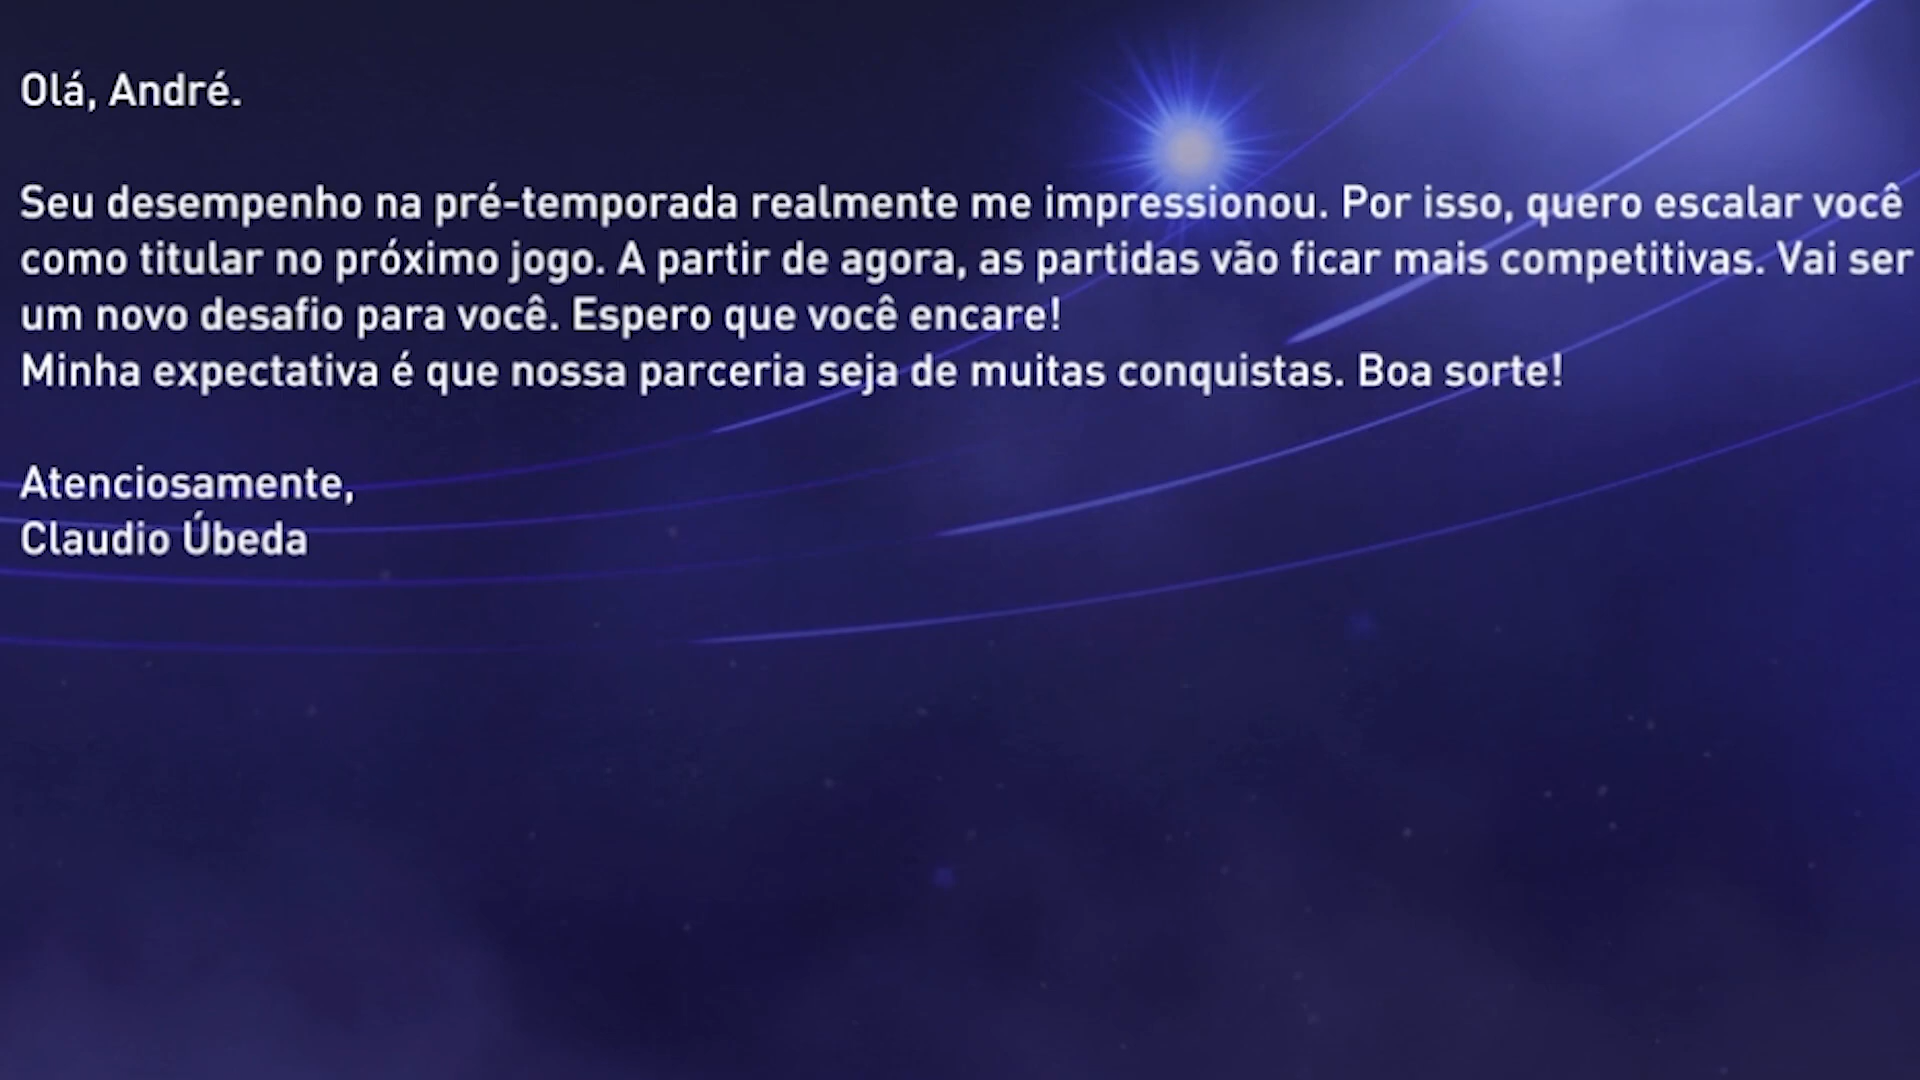 Olá, André.
Seu desempenho na pré-temporada realmente me impressionou. Por isso, quero escalar você
como titular no próximo jogo. A partir de agora, as partidas vão ficar mais competitivas. Vai ser
um novo desafio para você. Espero que você encare!
Minha expectativa é que nossa parceria seja de muitas conquistas. Boa sorte!
Atenciosamente,
Claudio Úbeda